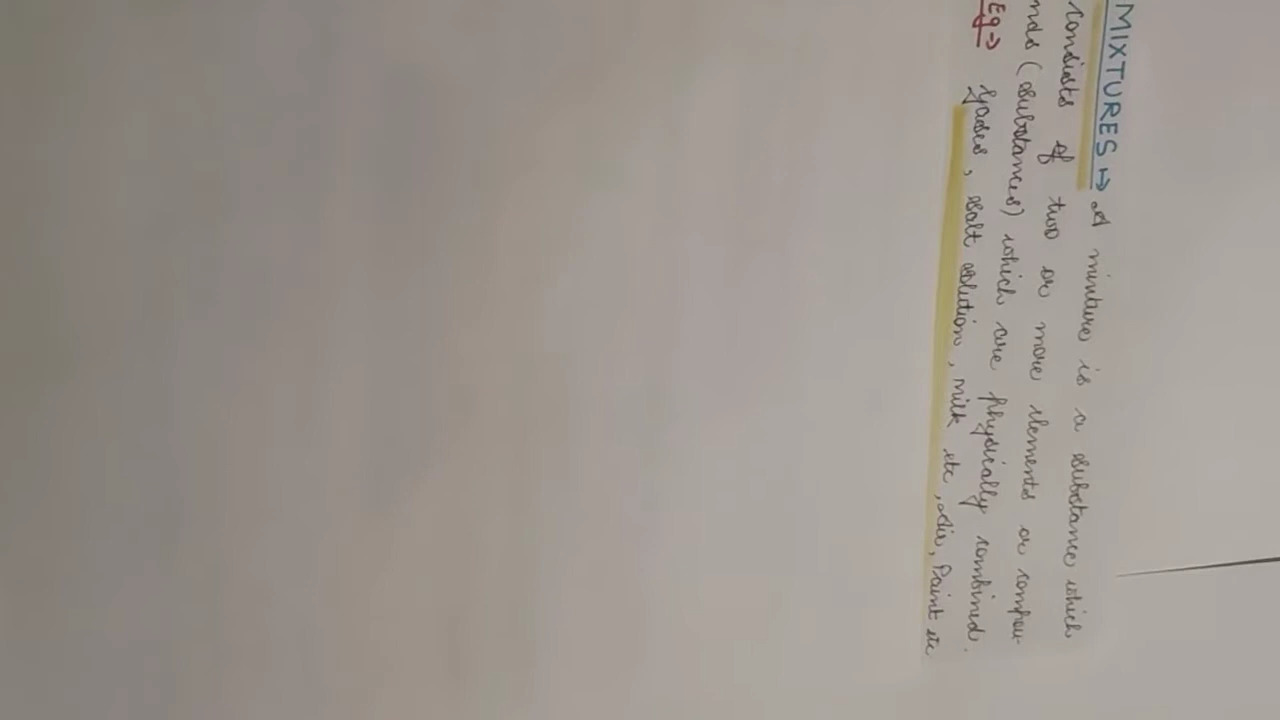 MIXTURES ↦ A mixture is a substance which
consists of two or more elements or compou-
nds (substances) which are physically combined.
Eg→ gases, salt solution, milk etc, Air, Paint etc